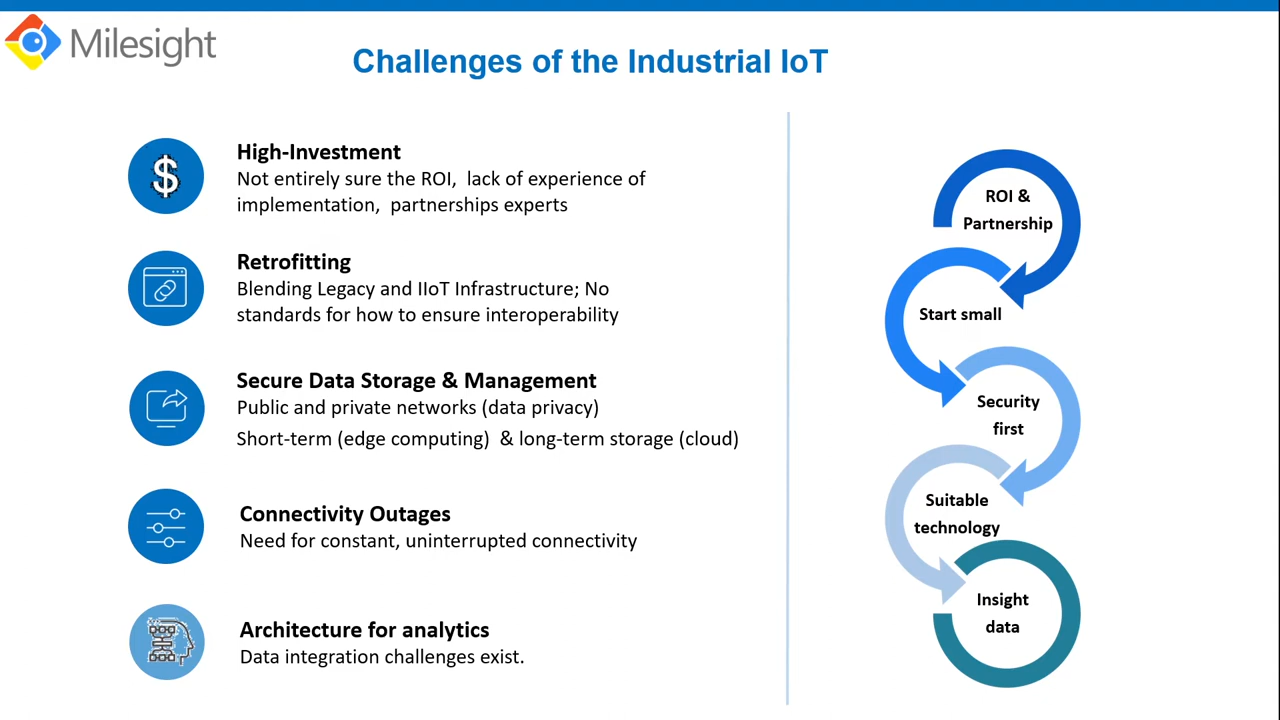 Milesight
Challenges of the Industrial IoT
High-Investment
Not entirely sure the ROI,  lack of experience of
implementation,  partnerships experts
Retrofitting
Blending Legacy and IIoT Infrastructure; No
standards for how to ensure interoperability
Secure Data Storage & Management
Public and private networks (data privacy)
Short-term (edge computing)  & long-term storage (cloud)
Connectivity Outages
Need for constant, uninterrupted connectivity
Architecture for analytics
Data integration challenges exist.
ROI &
Partnership
Start small
Security
first
Suitable
technology
Insight
data